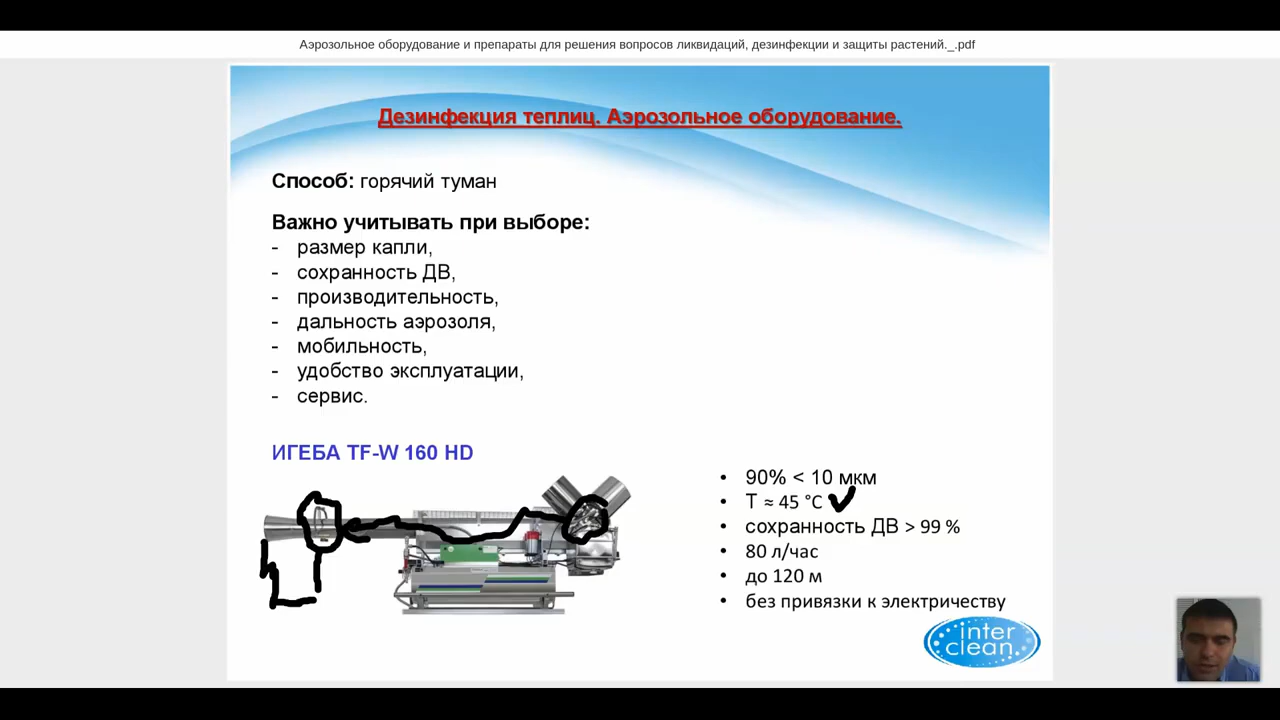 Аэрозольное оборудование и препараты для решения вопросов ликвидаций, дезинфекции и защиты растений._.pdf
Дезинфекция теплиц. Аэрозольное оборудование.
Способ: горячий туман
Важно учитывать при выборе:
- размер капли,
- сохранность ДВ,
- производительность,
- дальность аэрозоля,
- мобильность,
- удобство эксплуатации,
- сервис.
ИГЕБА TF-W 160 HD
• 90% < 10 мкм
• Т ≈ 45 °С
• сохранность ДВ > 99 %
• 80 л/час
• до 120 м
• без привязки к электричеству
inter
clean.